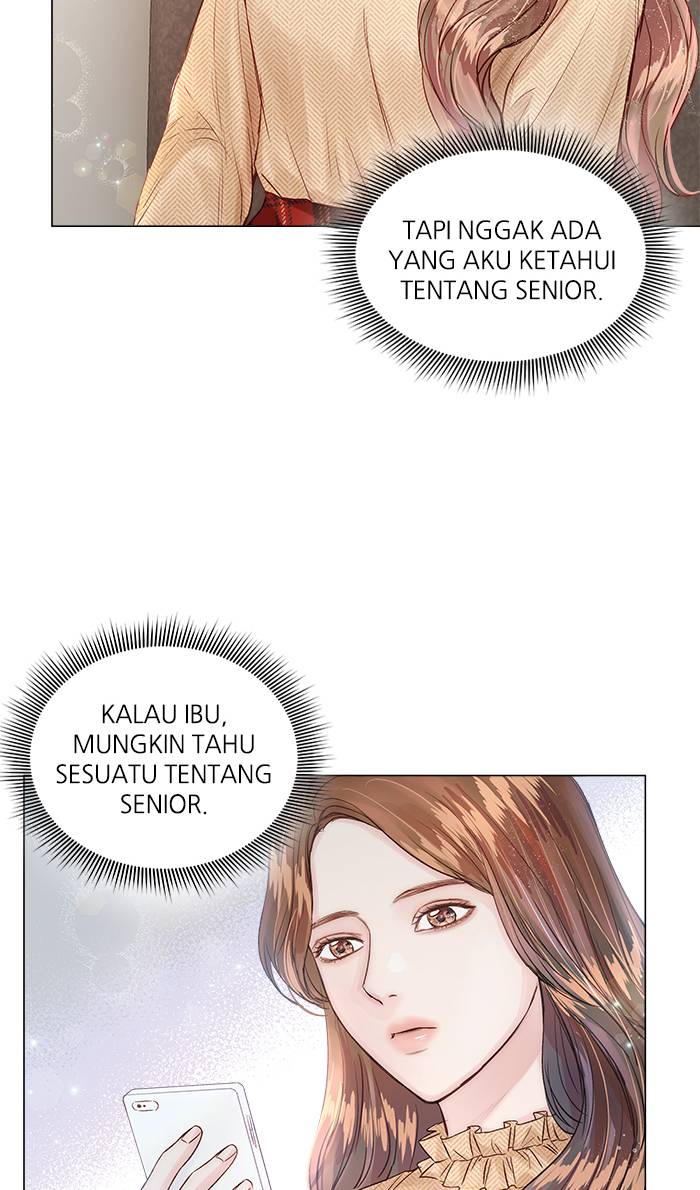 TAPI NGGAK ADA
YANG AKU KETAHUI
TENTANG SENIOR.
KALAU IBU,
MUNGKIN TAHU
SESUATU TENTANG
SENIOR.